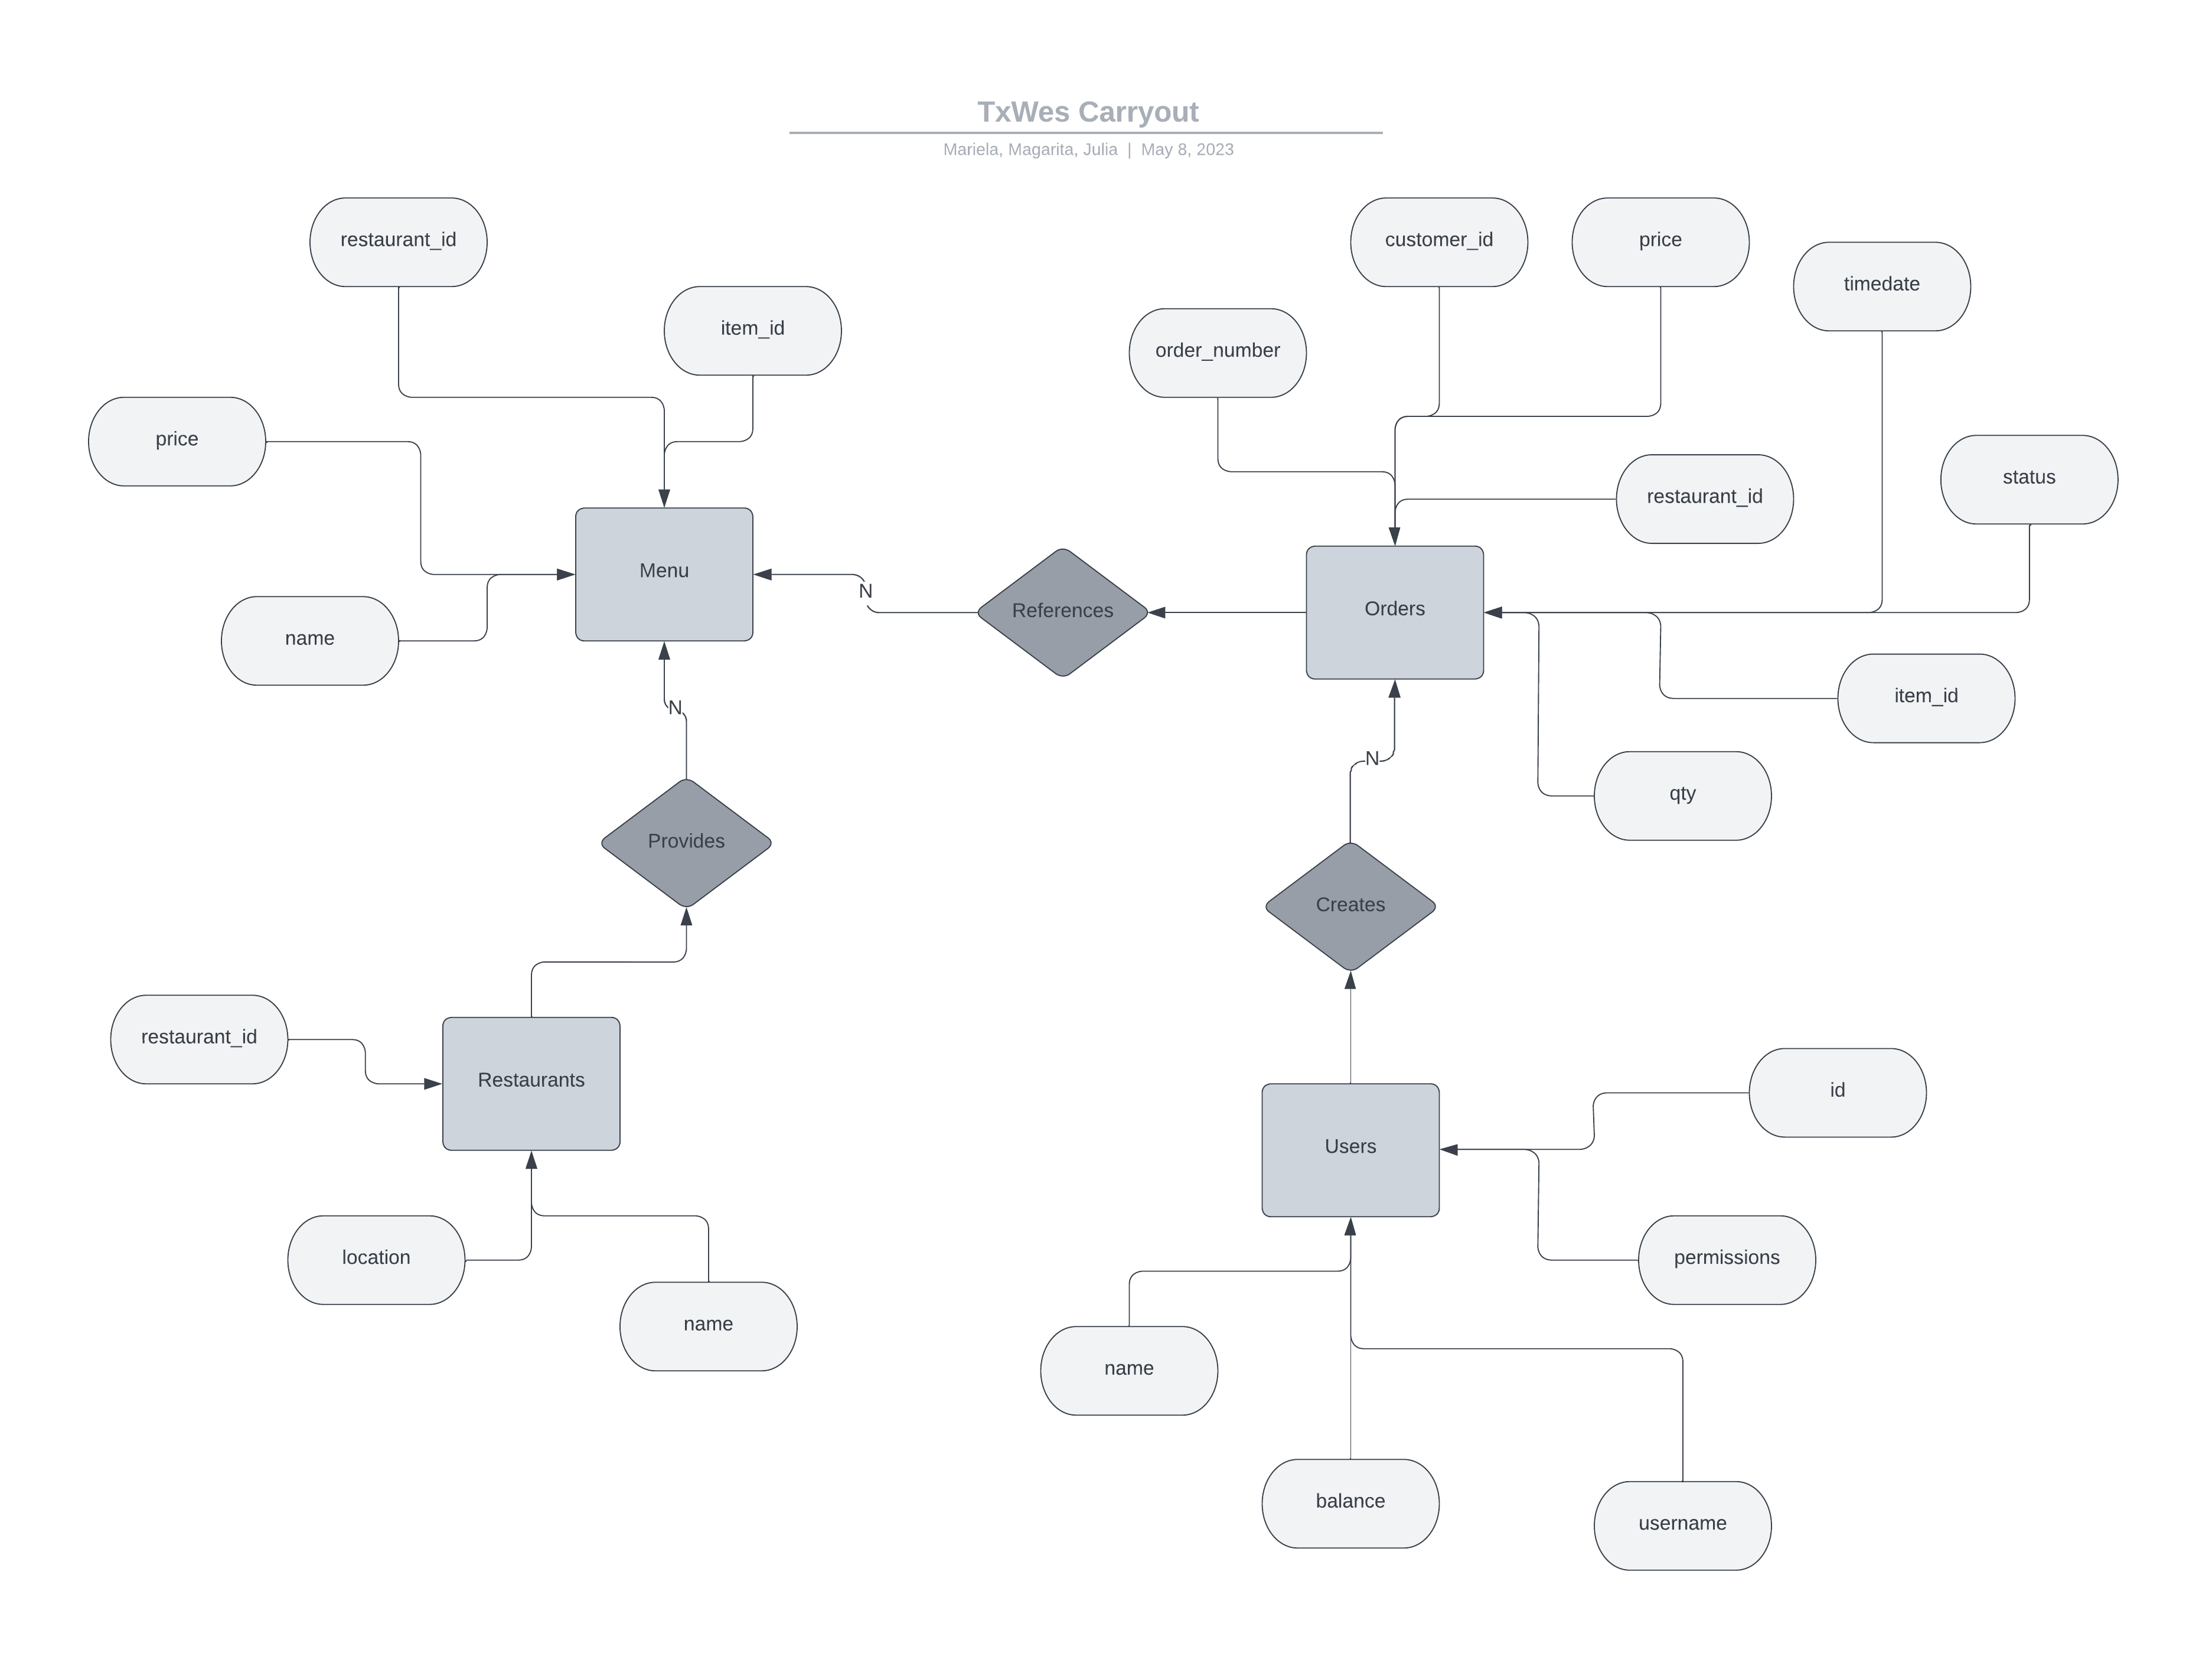 TxWes Carryout
Mariela, Magarita, Julia | May 8, 2023
restaurant_id
customer_id
price
timedate
item_id
order_number
price
status
restaurant_id
Menu
N
References
Orders
name
item_id
N
N
qty
Provides
Creates
restaurant_id
Restaurants
id
Users
location
permissions
name
name
balance
username